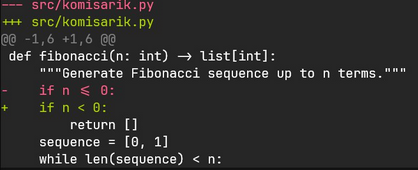 --- src/komisarik.py
+++ src/komisarik.py
@@ -1,6 +1,6 @@
 def fibonacci(n: int) -> list[int]:
     """Generate Fibonacci sequence up to n terms."""
-    if n <= 0:
+    if n < 0:
         return []
     sequence = [0, 1]
     while len(sequence) < n: